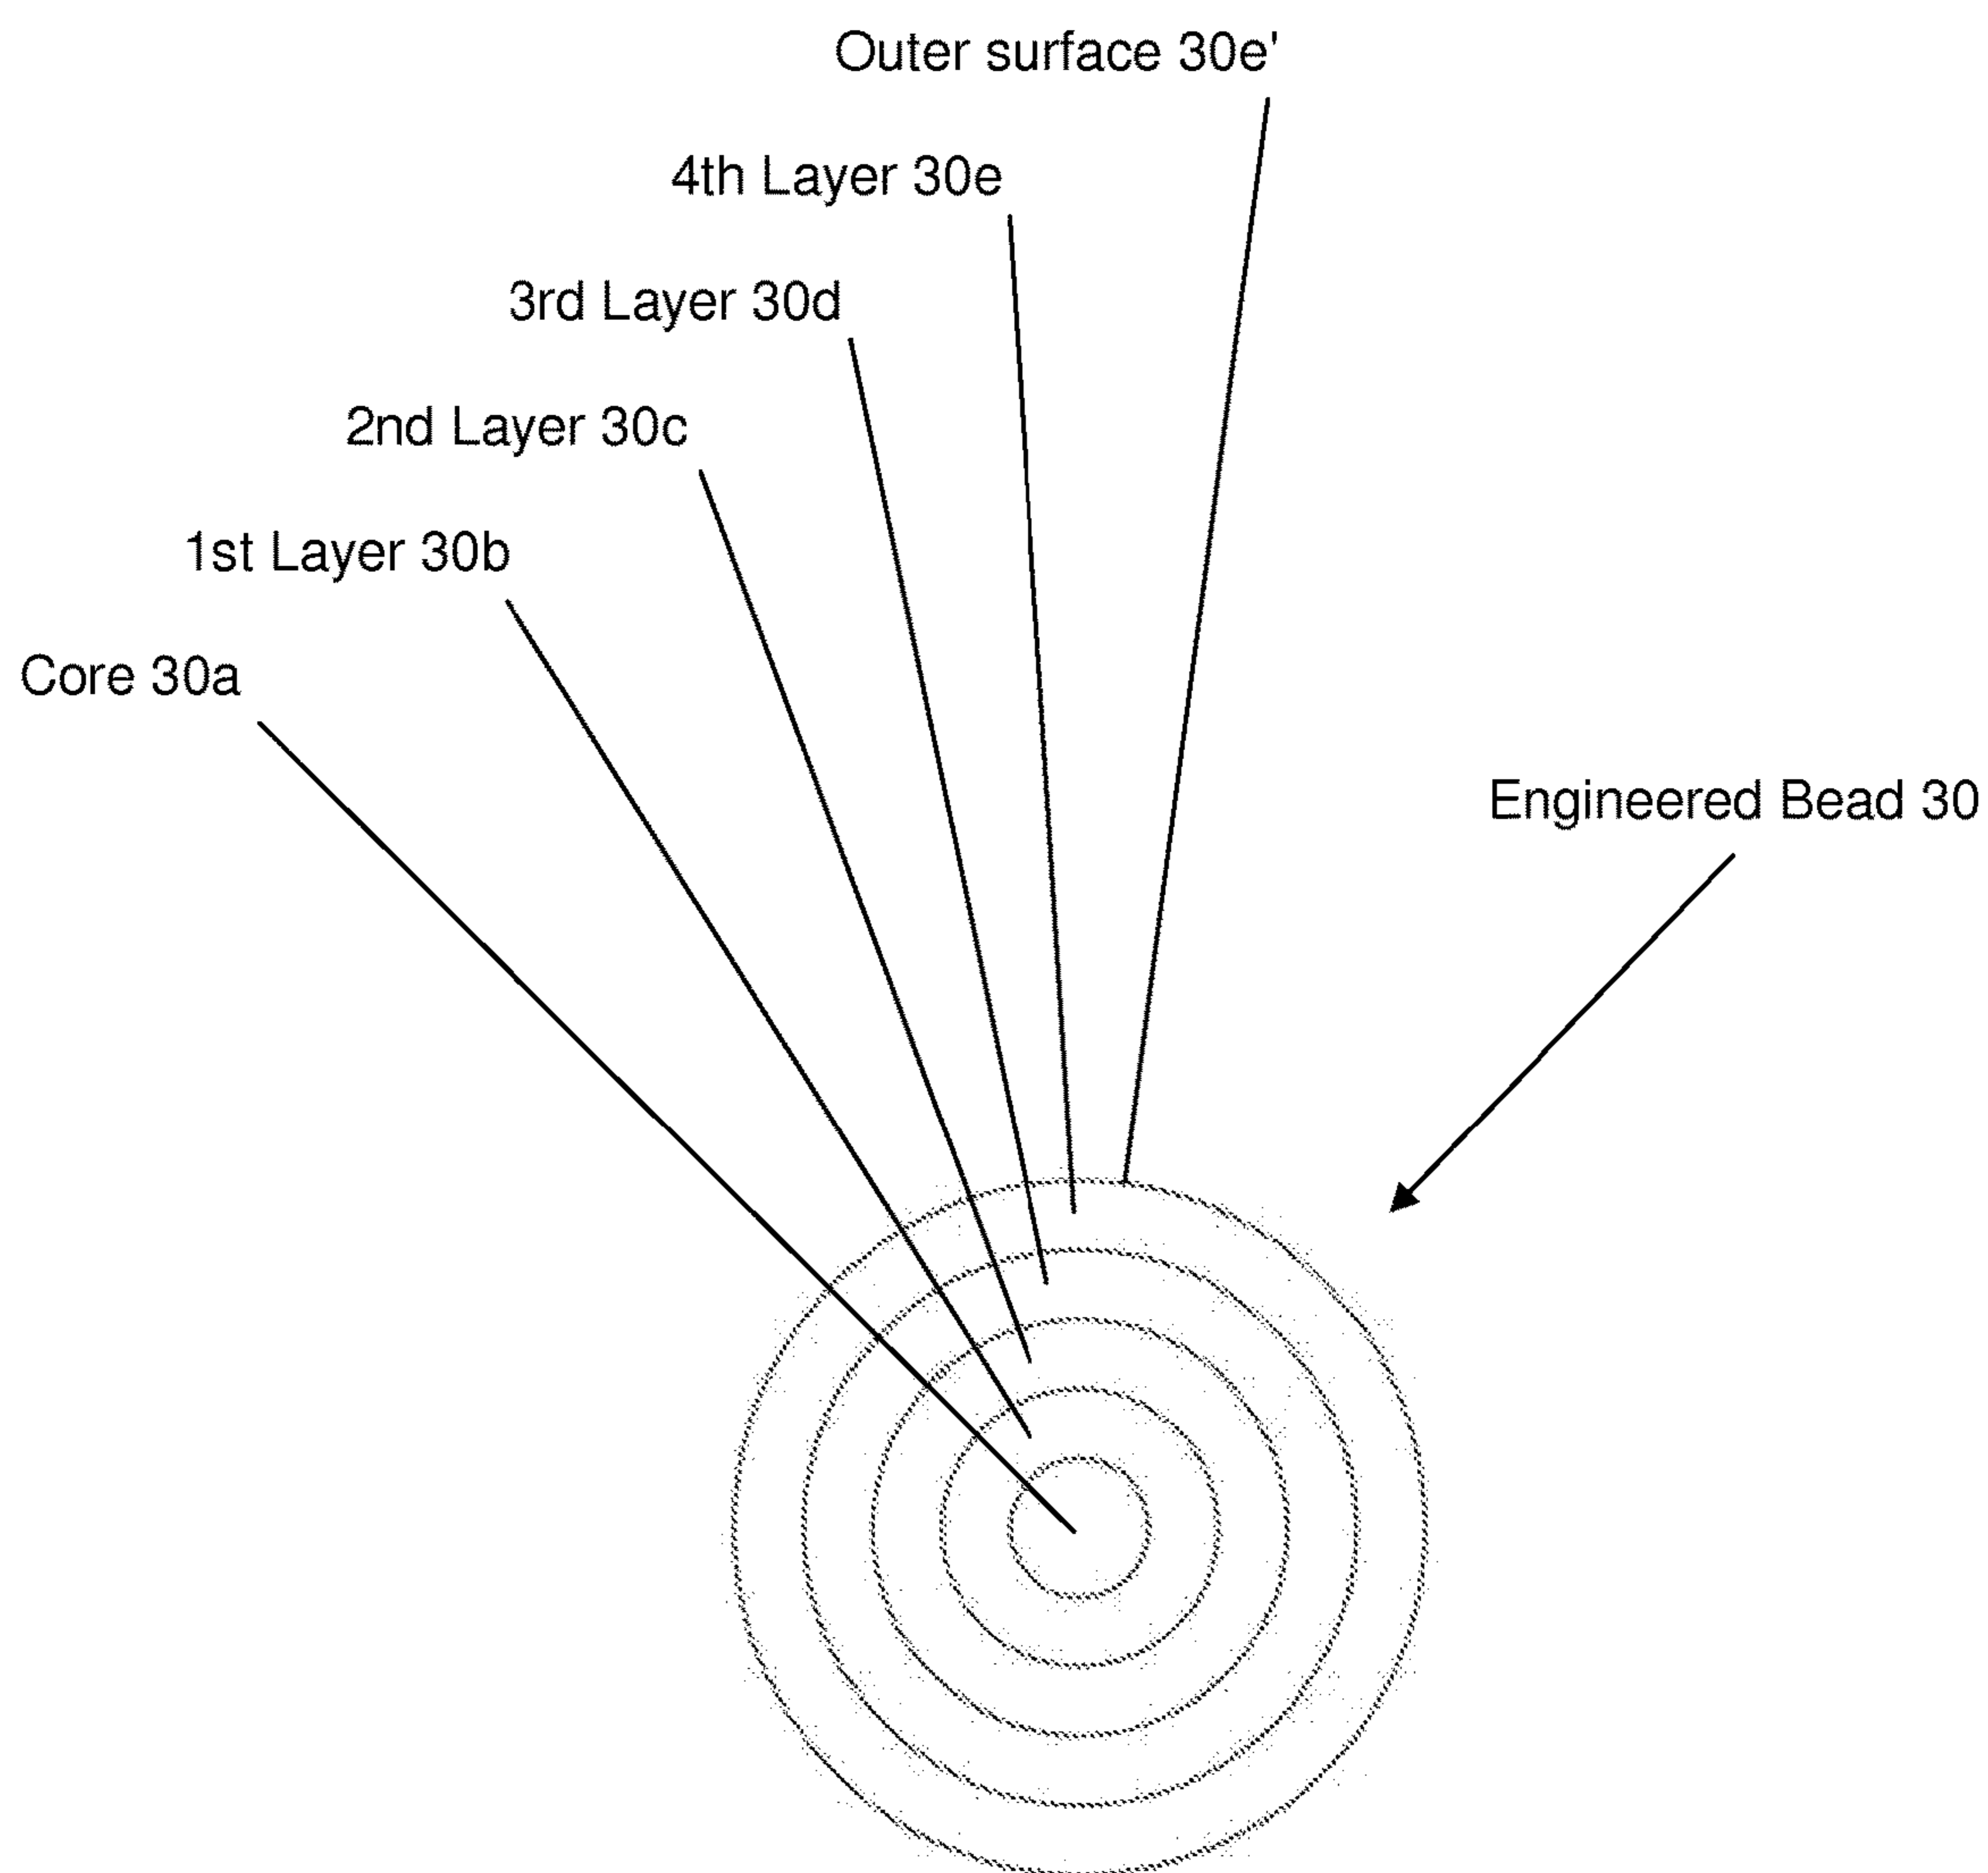 Outer surface 30e'
4th Layer 30e
3rd Layer 30d
2nd Layer 30c
1st Layer 30b
Core 30a
Engineered Bead 30